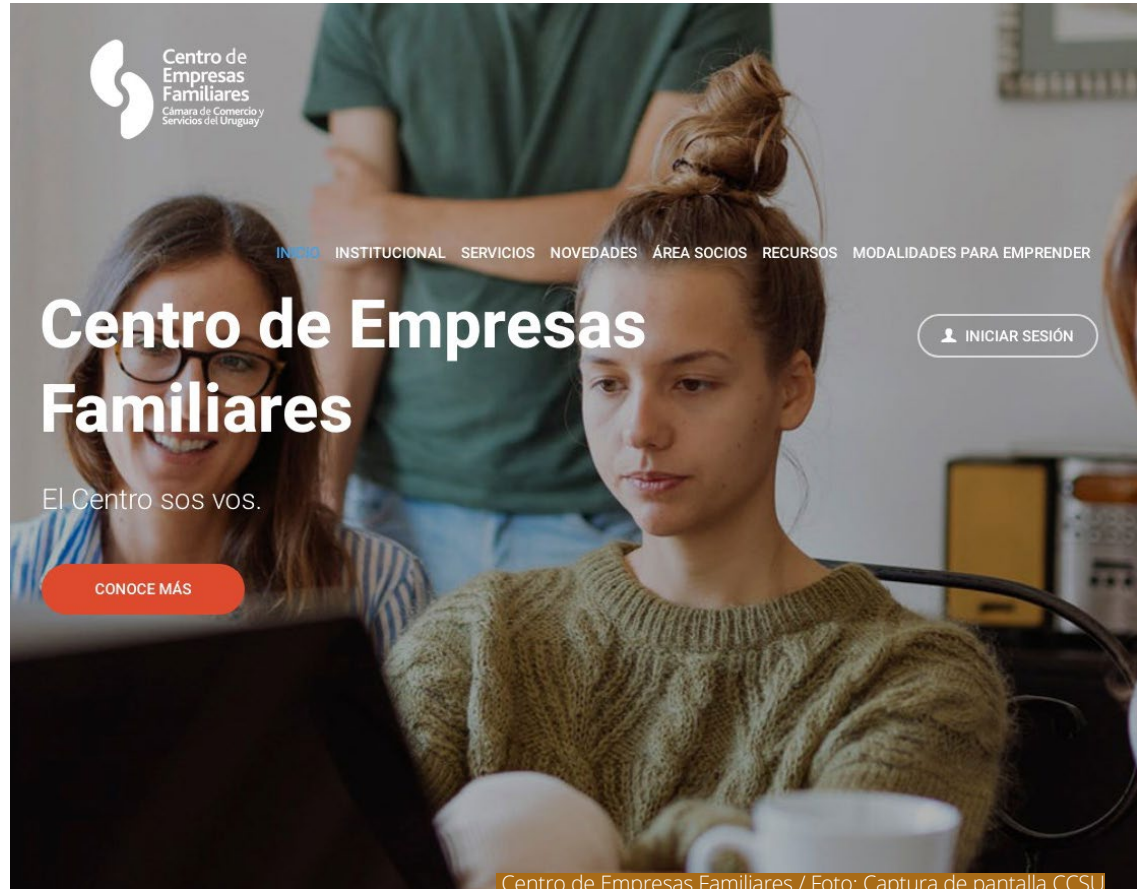 Centro de
Empresas
Familiares
Cámara de Comercio y
Servicios del Uruguay
INICIO INSTITUCIONAL SERVICIOS NOVEDADES ÁREA SOCIOS RECURSOS MODALIDADES PARA EMPRENDER
Centro de Empresas
Familiares
INICIAR SESIÓN
El Centro sos vos.
CONOCE MÁS
Centro de Empresas Familiares / Foto: Captura de pantalla CCSU